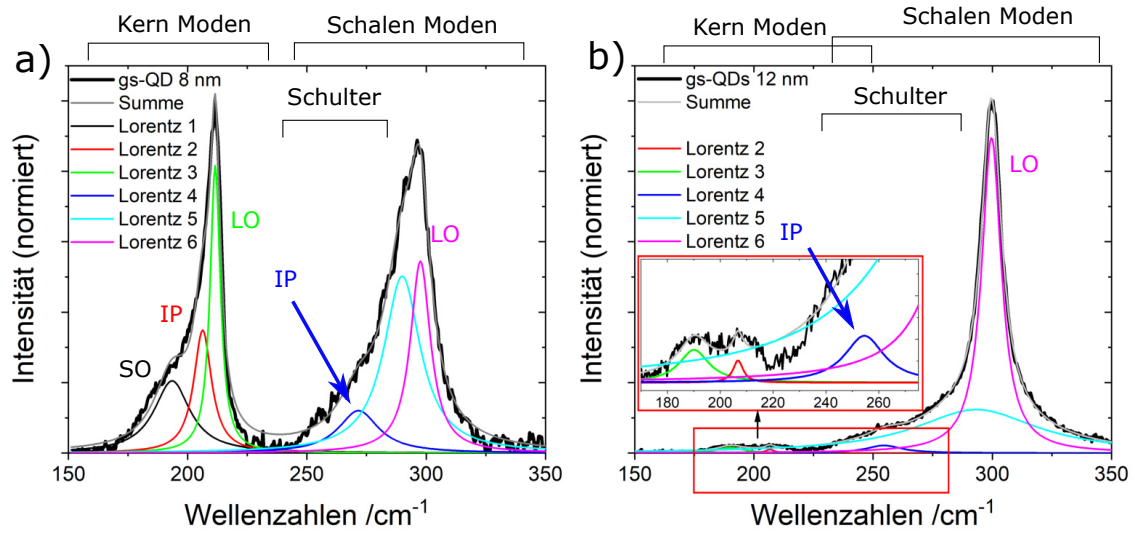 Kern Moden
Schalen Moden
a)
gs-QD 8 nm
Summe
Lorentz 1
Lorentz 2
Lorentz 3
Lorentz 4
Lorentz 5
Lorentz 6
Schulter
LO
LO
IP
IP
SO
Intensität (normiert)
150
200
250
300
350
Wellenzahlen /cm-1
Schalen Moden
Kern Moden
b)
gs-QDs 12 nm
Summe
Lorentz 2
Lorentz 3
Lorentz 4
Lorentz 5
Lorentz 6
Schulter
LO
IP
180
200
220
240
260
Intensität (normiert)
150
200
250
300
350
Wellenzahlen /cm-1